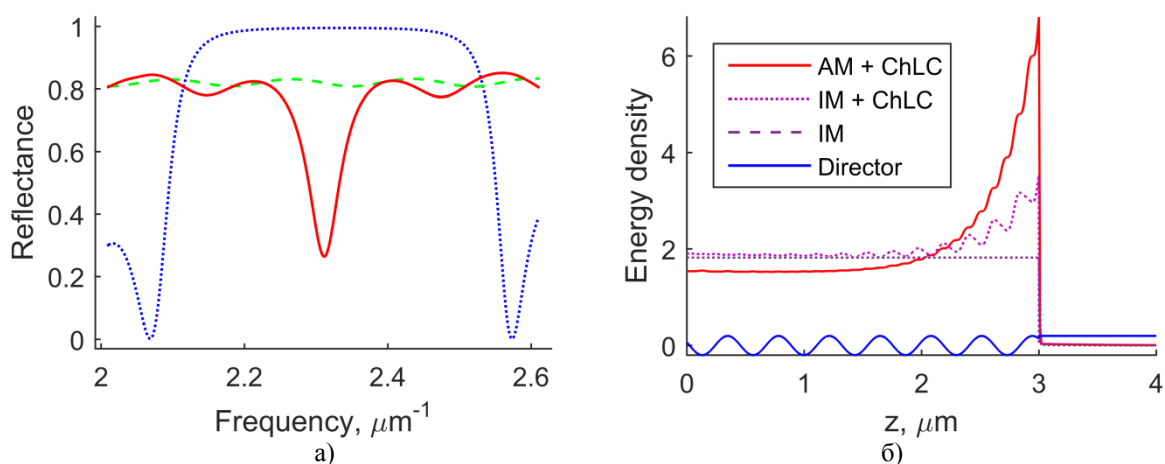 1
0.8
0.6
0.4
0.2
0
Reflectance
2
2.2
2.4
2.6
Frequency, μm-1
а)
6
4
2
0
Energy density
AM + ChLC
IM + ChLC
IM
Director
0
1
2
3
4
z, μm
б)